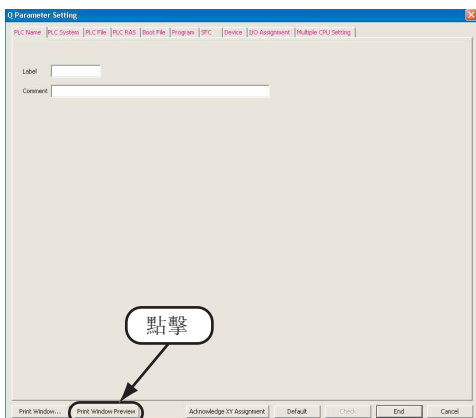 Q Parameter Setting
PLC Name PLC System PLC File PLC RAS Boot File Program SFC Device I/O Assignment Multiple CPU Setting
Label
Comment
點擊
Print Window... Print Window Preview Acknowledge XY Assignment Default Check End Cancel